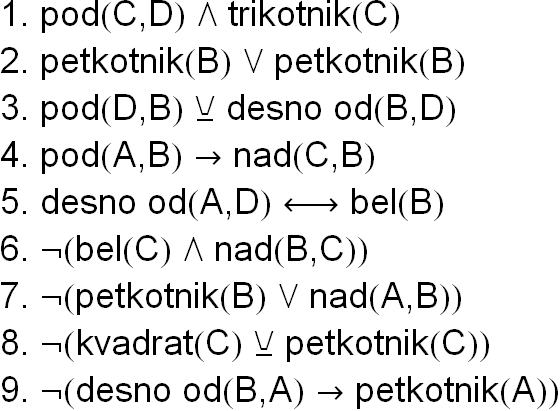 1. pod(C,D) ∧ trikotnik(C)
2. petkotnik(B) ∨ petkotnik(B)
3. pod(D,B) ⊻ desno od(B,D)
4. pod(A,B) → nad(C,B)
5. desno od(A,D) ⟷ bel(B)
6. ¬(bel(C) ∧ nad(B,C))
7. ¬(petkotnik(B) ∨ nad(A,B))
8. ¬(kvadrat(C) ⊻ petkotnik(C))
9. ¬(desno od(B,A) → petkotnik(A))